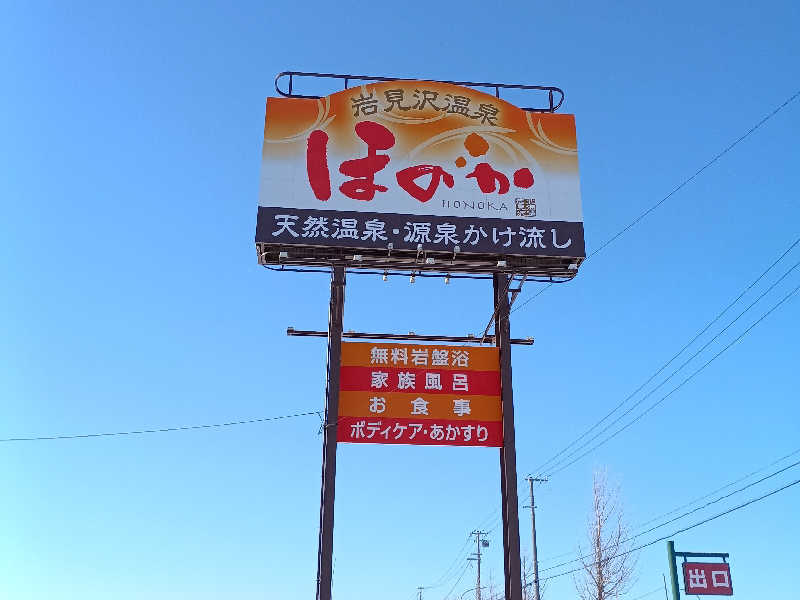 岩見沢温泉
ほのか
HONOKA
天然温泉・源泉かけ流し
無料岩盤浴
家族風呂
お食事
ボディケア・あかすり
出口